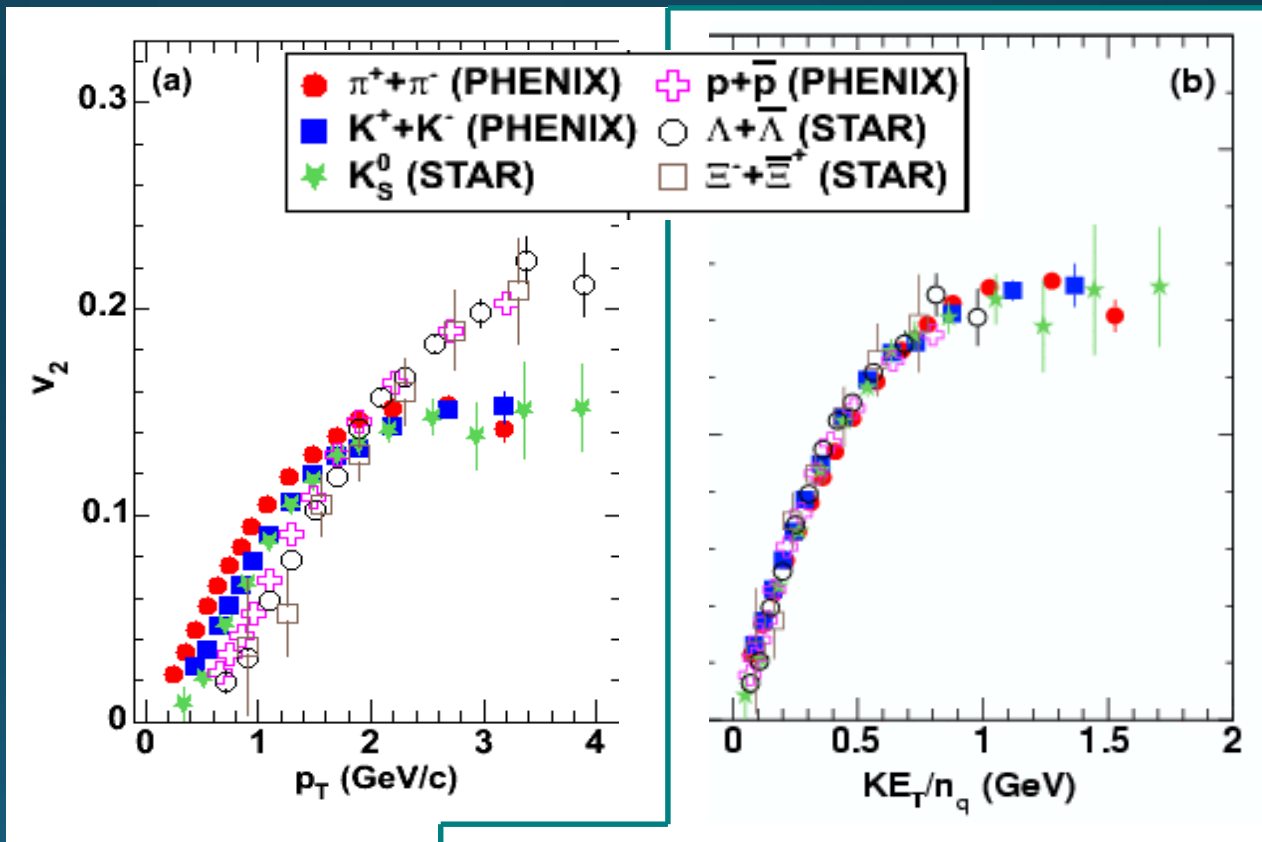 (a)
π⁺+π⁻ (PHENIX)
K⁺+K⁻ (PHENIX)
K⁰_S (STAR)
p+p̅ (PHENIX)
Λ+Λ̅ (STAR)
Ξ⁻+Ξ̅⁺ (STAR)
(b)
0.3
0.2
0.1
0
v₂
0 1 2 3 4
p_T (GeV/c)
0 0.5 1 1.5 2
KE_T/n_q (GeV)